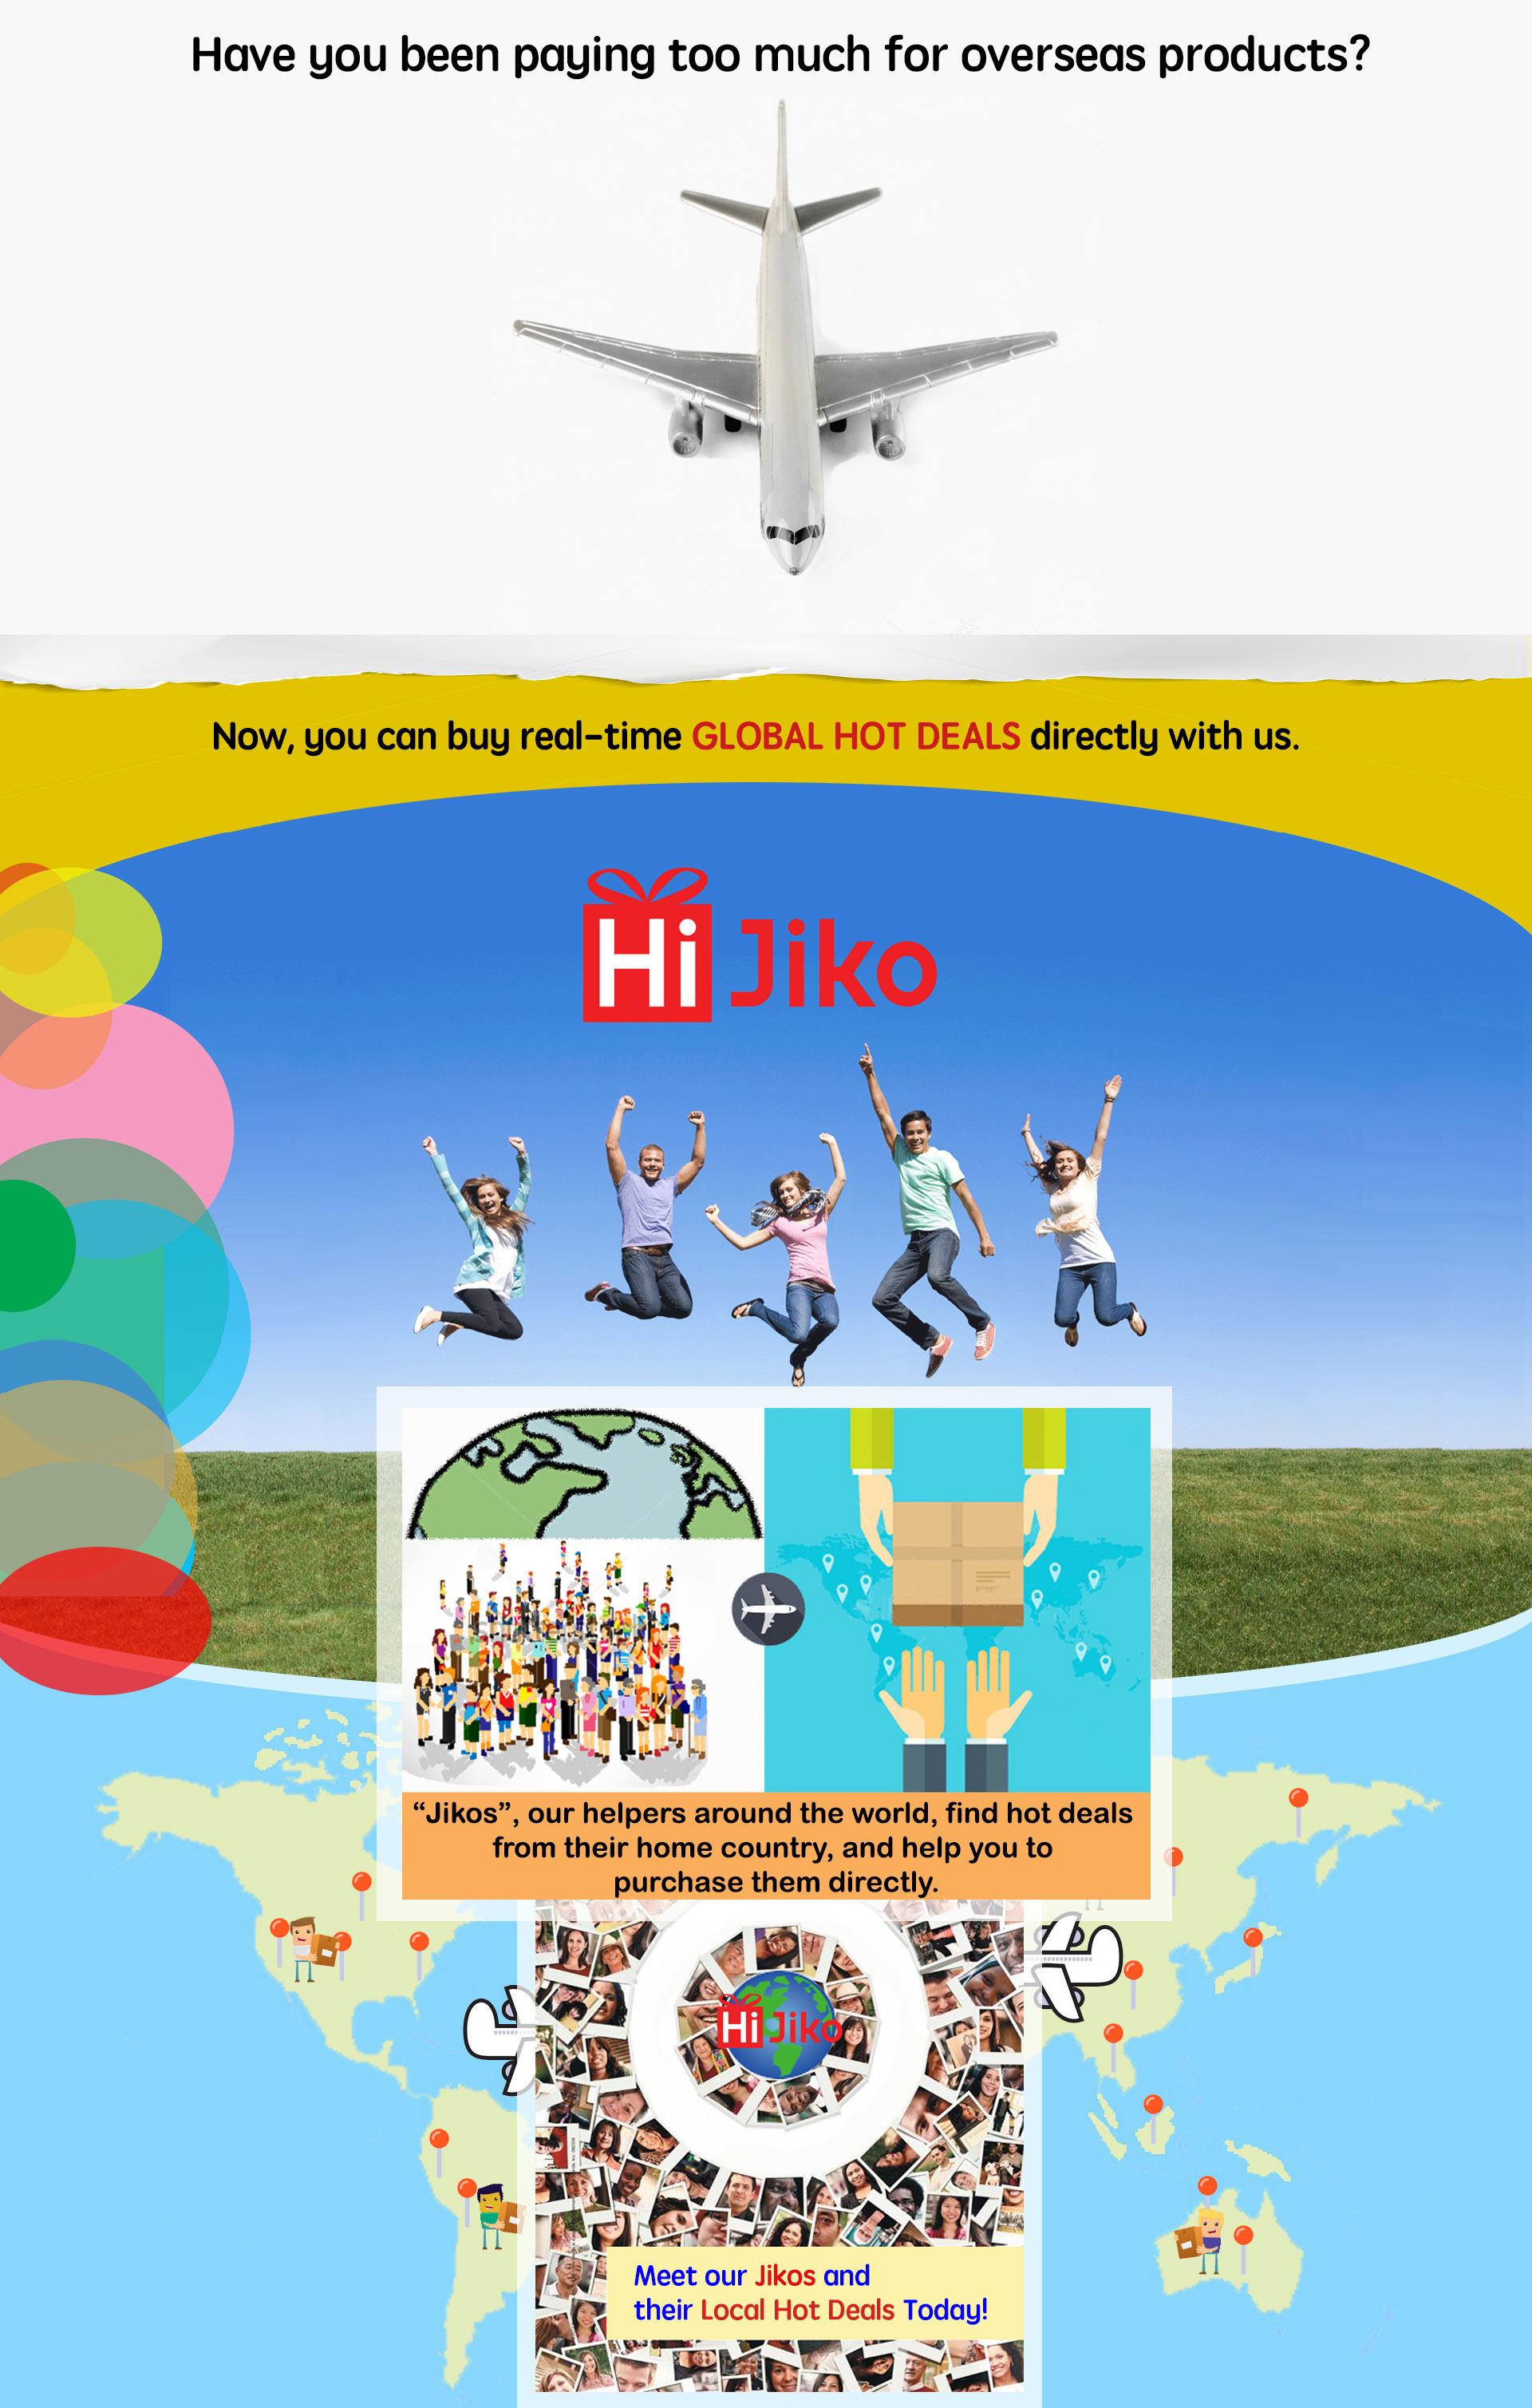 Have you been paying too much for overseas products?
Now, you can buy real-time GLOBAL HOT DEALS directly with us.
Hi Jiko
“Jikos”, our helpers around the world, find hot deals
from their home country, and help you to
purchase them directly.
Hi Jiko
Meet our Jikos and
their Local Hot Deals Today!